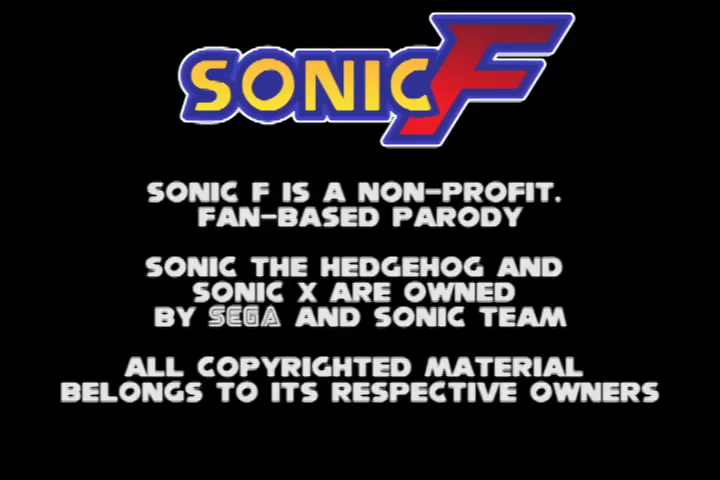 SONIC F
SONIC F IS A NON-PROFIT.
FAN-BASED PARODY
SONIC THE HEDGEHOG AND
SONIC X ARE OWNED
BY SEGA AND SONIC TEAM
ALL COPYRIGHTED MATERIAL
BELONGS TO ITS RESPECTIVE OWNERS